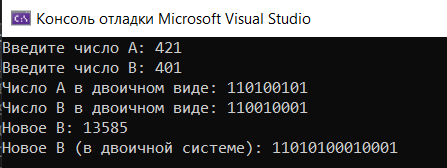 Консоль отладки Microsoft Visual Studio
Введите число A: 421
Введите число B: 401
Число A в двоичном виде: 110100101
Число B в двоичном виде: 110010001
Новое B: 13585
Новое B (в двоичной системе): 11010100010001